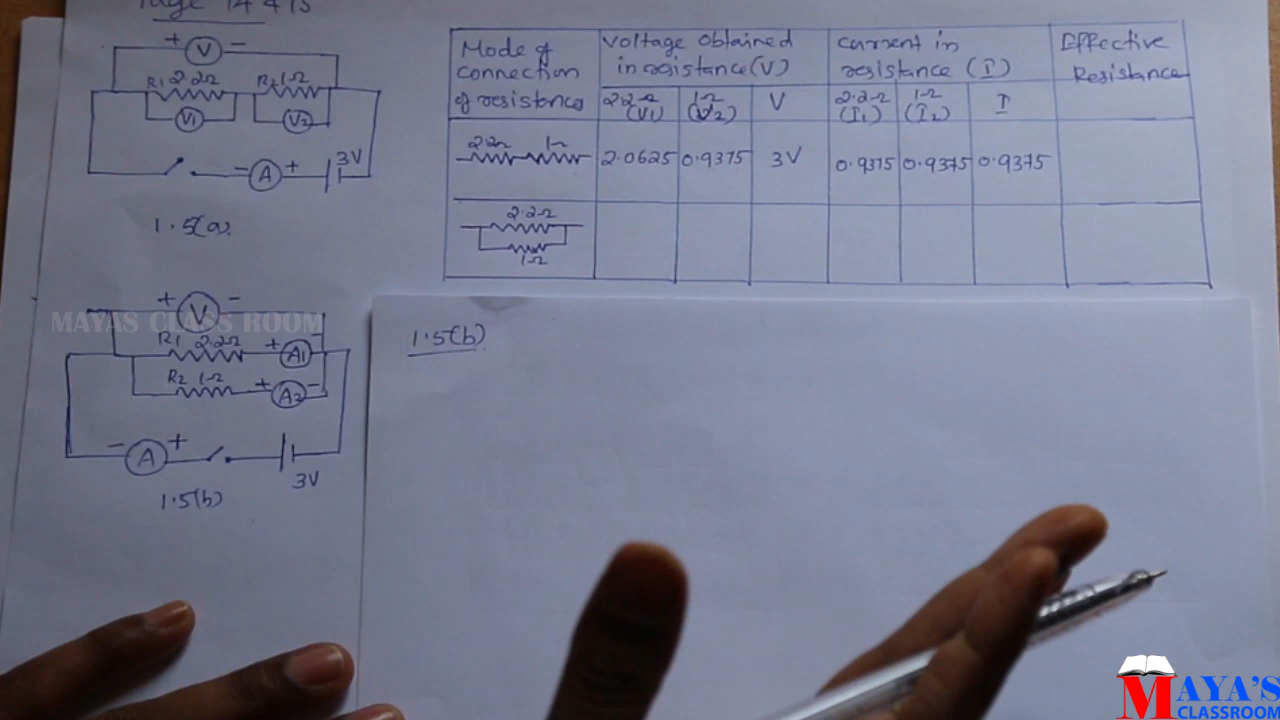 Page 14 & 15
+ V -
R1 2.2Ω R2 1Ω
V1 V2
- A + 3V
1.5(a)
Mode of connection of resistance
Voltage obtained in resistance (V)
current in resistance (I)
Effective Resistance
2.2Ω (V1) 1Ω (V2) V 2.2Ω (I1) 1Ω (I2) I
2.2Ω 1Ω 2.0625 0.9375 3V 0.9375 0.9375 0.9375
2.2Ω
1Ω
MAYAS CLASS ROOM
+ V -
R1 2.2Ω + A1 -
R2 1Ω + A2 -
- A +
3V
1.5(b)
1.5(b)
MAYA'S
CLASSROOM